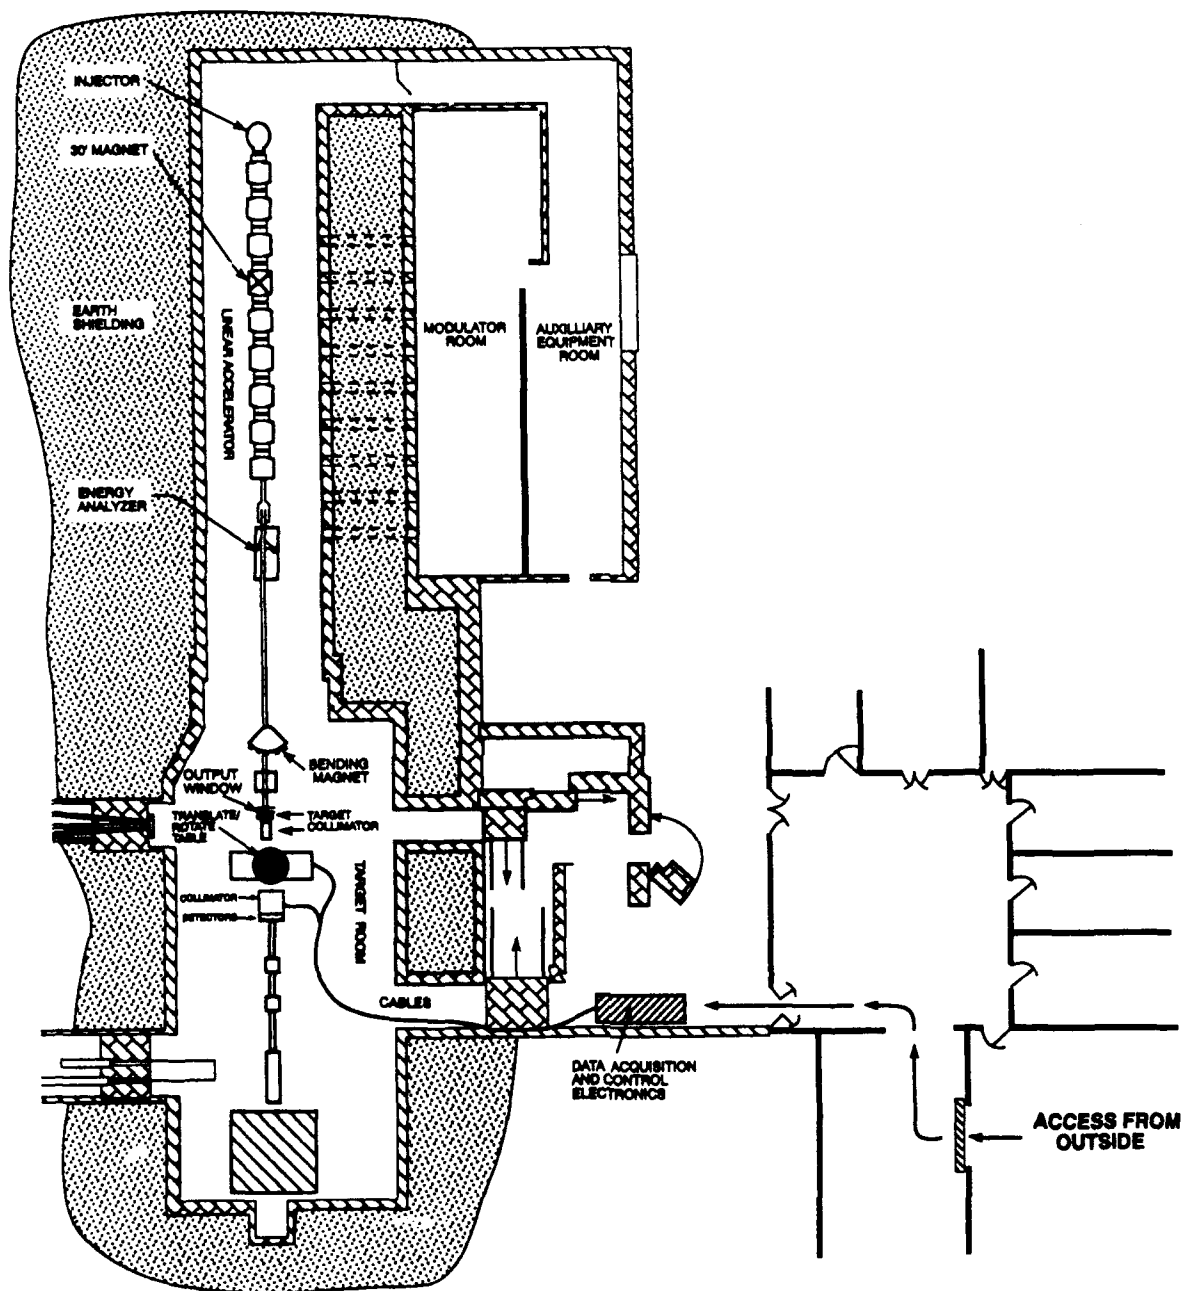 INJECTOR
30' MAGNET
EARTH
SHIELDING
LINEAR ACCELERATOR
MODULATOR
ROOM
AUXILLIARY
EQUIPMENT
ROOM
ENERGY
ANALYZER
BENDING
MAGNET
OUTPUT
WINDOW
TRANSLATE/
ROTATE
TABLE
TARGET
COLLIMATOR
COLLIMATOR
DETECTORS
TARGET ROOM
CABLES
DATA ACQUISITION
AND CONTROL
ELECTRONICS
ACCESS FROM
OUTSIDE